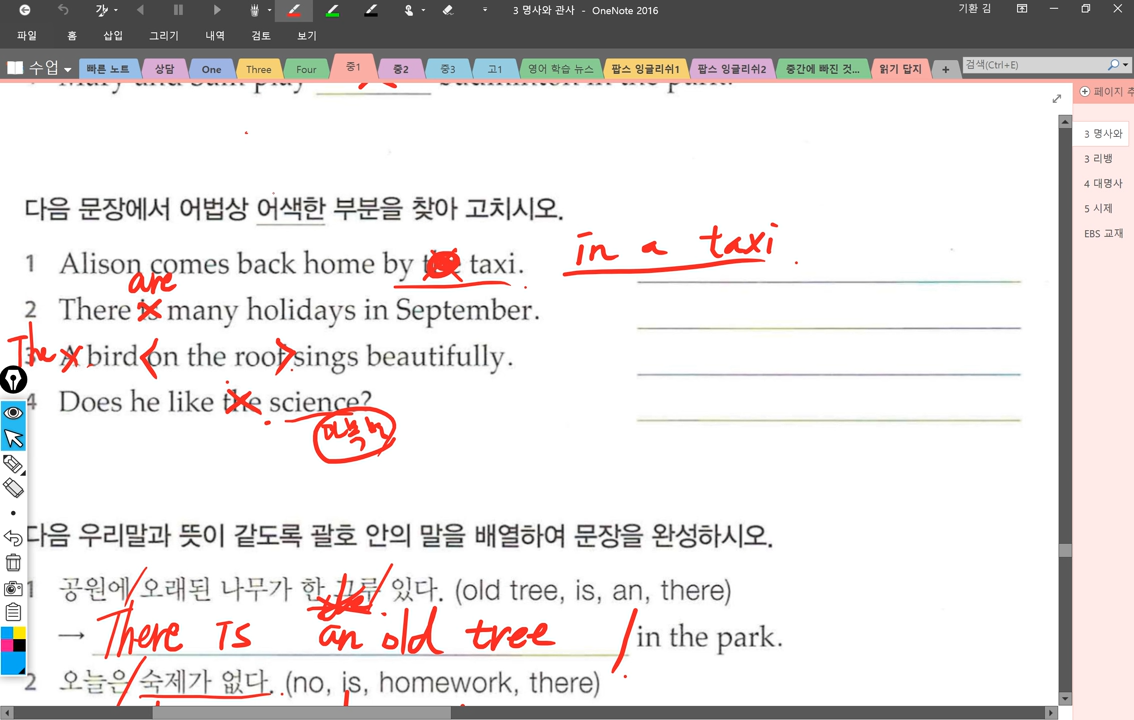 3 명사와 관사 - OneNote 2016
기환 김
파일 홈 삽입 그리기 내역 검토 보기
수업 빠른 노트 상담 One Three Four 중1 중2 중3 고1 영어 학습 뉴스 팝스 잉글리쉬1 팝스 잉글리쉬2 중간에 빠진 것... 읽기 답지 + 검색(Ctrl+E)
페이지 추
3 명사와
3 리뱅
4 대명사
5 시제
EBS 교재
Mary and Sam play badminton in the park.
다음 문장에서 어법상 어색한 부분을 찾아 고치시오.
in a taxi
1 Alison comes back home by the taxi.
are
2 There is many holidays in September.
The
3 A bird on the roof sings beautifully.
4 Does he like the science?
다음 우리말과 뜻이 같도록 괄호 안의 말을 배열하여 문장을 완성하시오.
1 공원에 오래된 나무가 한 그루 있다. (old tree, is, an, there)
→ There is an old tree in the park.
2 오늘은 숙제가 없다. (no, is, homework, there)